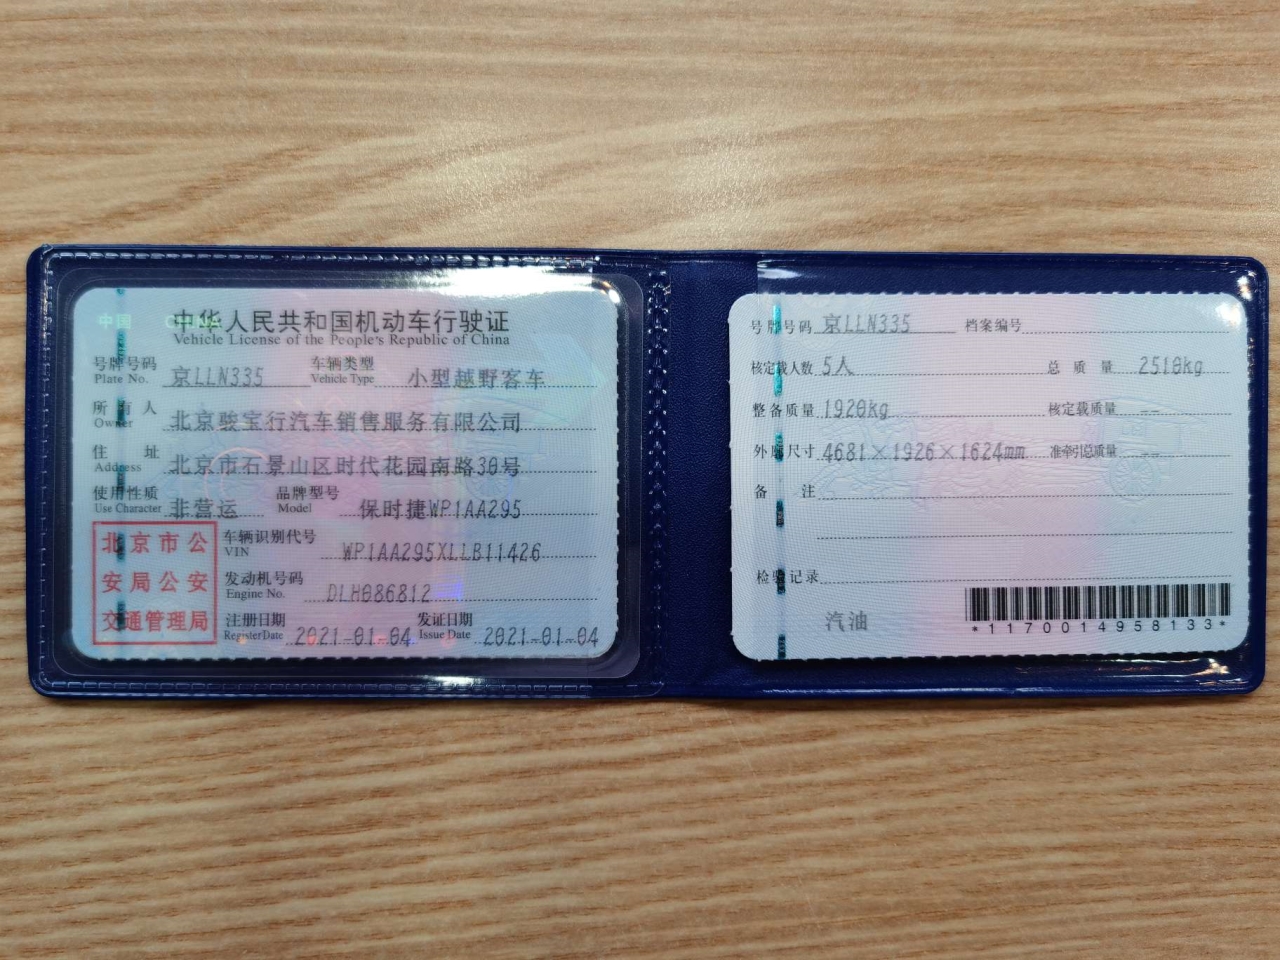 中国 CHINA
中华人民共和国机动车行驶证
Vehicle License of the People's Republic of China
号牌号码 京LLN335 车辆类型 小型越野客车
Plate No. Vehicle Type
所有人 北京骏宝行汽车销售服务有限公司
Owner
住址 北京市石景山区时代花园南路30号
Address
使用性质 非营运 品牌型号 保时捷WP1AA295
Use Character Model
北京市公
安局公安
交通管理局
车辆识别代号 WP1AA295XLLB11426
VIN
发动机号码 DLH086812
Engine No.
注册日期 2021-01-04 发证日期 2021-01-04
Register Date Issue Date
号牌号码 京LLN335 档案编号
核定载人数 5人 总质量 2510kg
整备质量 1920kg 核定载质量 --
外廓尺寸 4681×1926×1624mm 准牵引总质量 --
备注
检验记录
汽油
*1170014958133*